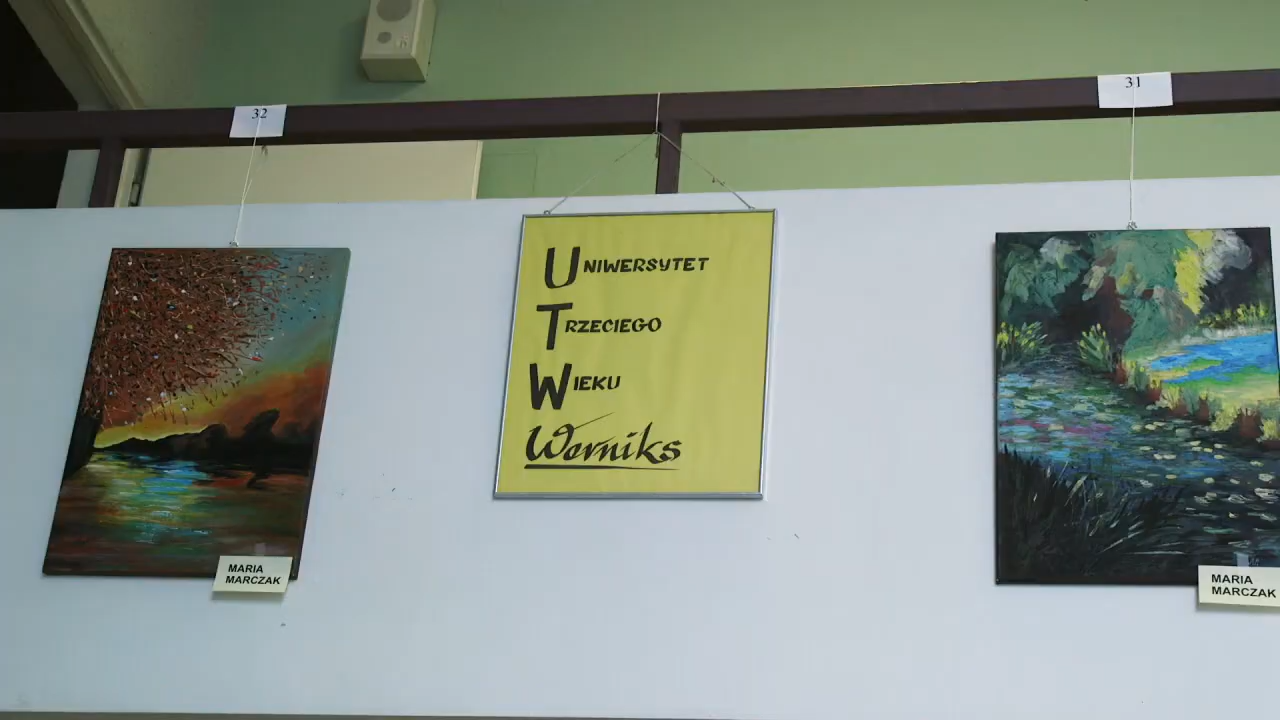 32
31
UNIWERSYTET
TRZECIEGO
WIEKU
Werniks
MARIA
MARCZAK
MARIA
MARCZAK